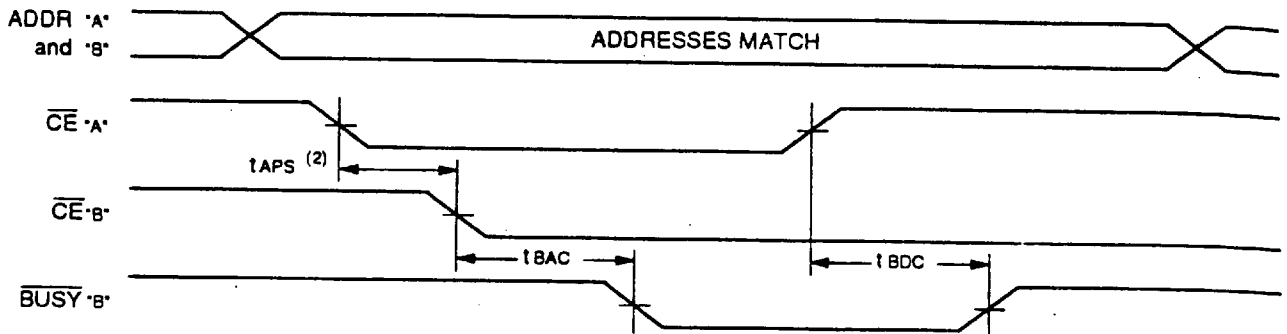 ADDR "A"
and "B"
ADDRESSES MATCH
CE "A"
tAPS (2)
CE "B"
tBAC
tBDC
BUSY "B"